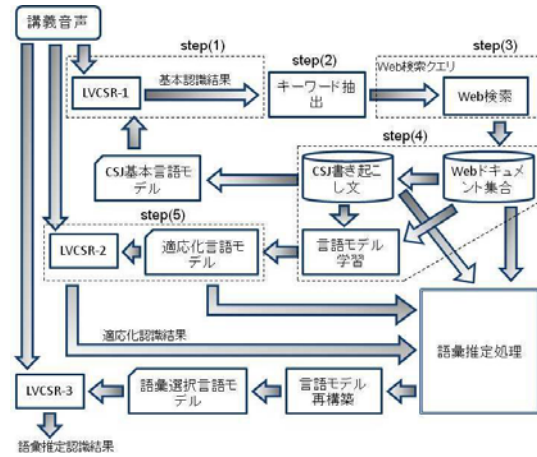 講義音声
step(1)
step(2)
step(3)
基本認識結果
Web検索クエリ
LVCSR-1
キーワード抽
出
Web検索
step(4)
CSJ基本言語モ
デル
CSJ書き起こ
し文
Webドキュメ
ント集合
step(5)
LVCSR-2
適応化言語モ
デル
言語モデル
学習
適応化認識結果
語彙推定処理
LVCSR-3
語彙選択言語モ
デル
言語モデル
再構築
語彙推定認識結果